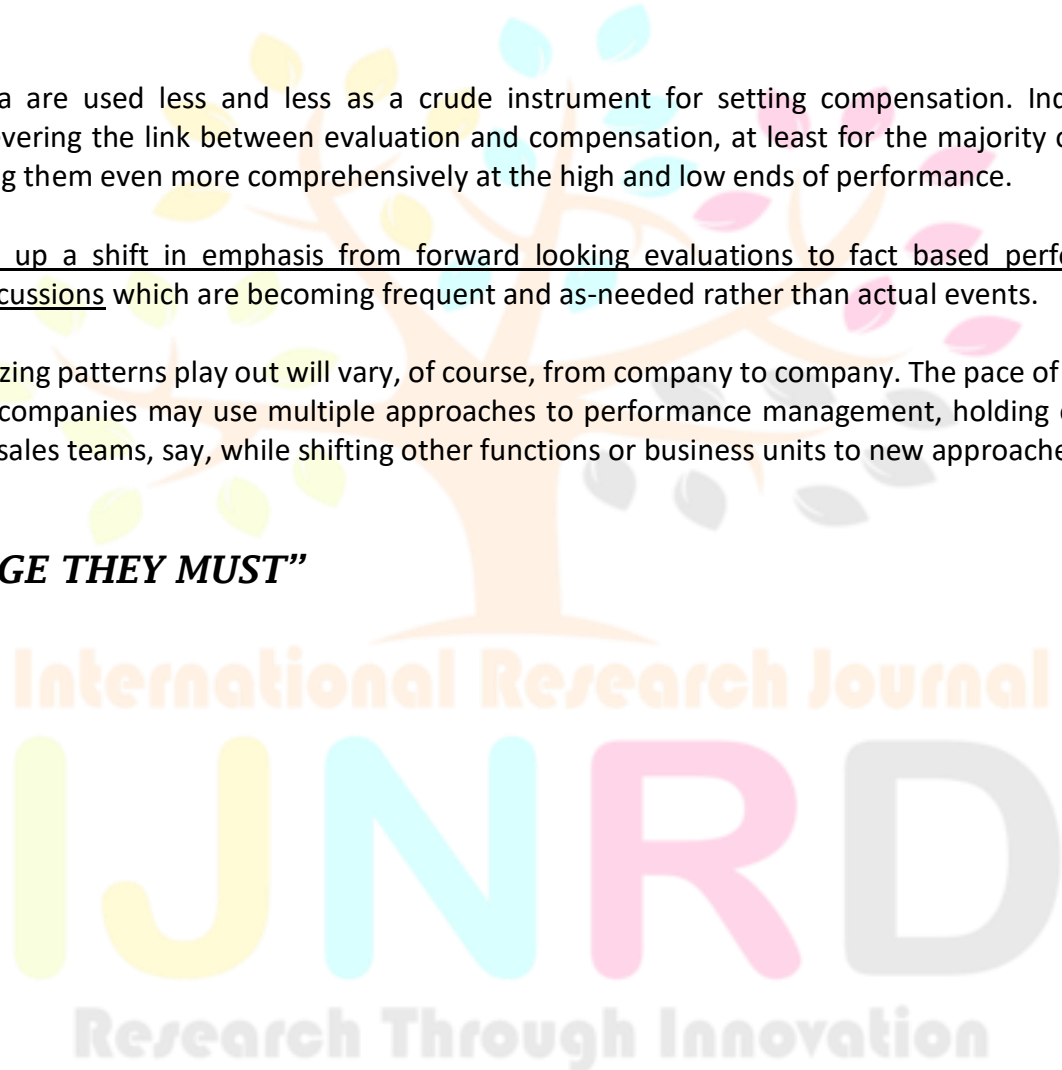 a are used less and less as a crude instrument for setting compensation. Inc
vering the link between evaluation and compensation, at least for the majority
g them even more comprehensively at the high and low ends of performance.
up a shift in emphasis from forward looking evaluations to fact based perfo
cussions which are becoming frequent and as-needed rather than actual events.
zing patterns play out will vary, of course, from company to company. The pace of
companies may use multiple approaches to performance management, holding
sales teams, say, while shifting other functions or business units to new approache
GE THEY MUST”
International Research Journal
IJNRD
Research Through Innovation